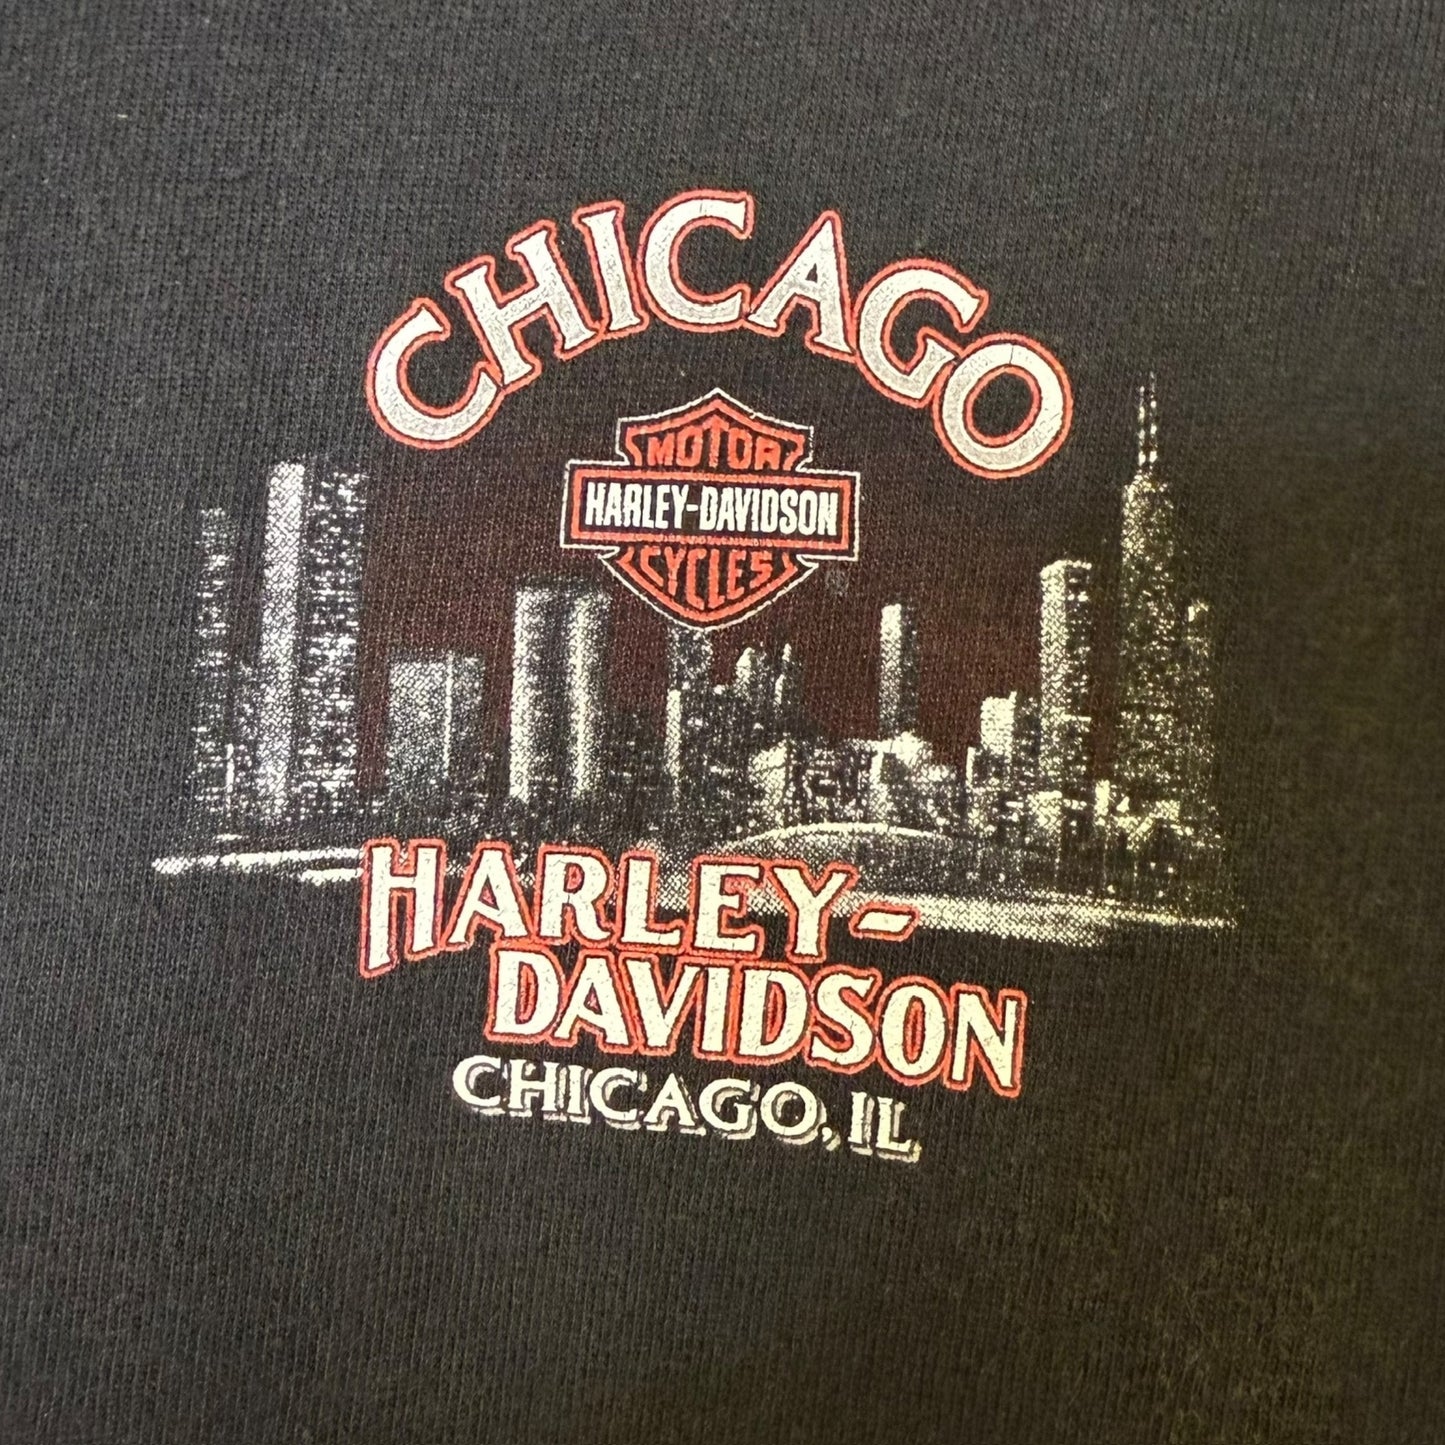 CHICAGO
MOTOR
HARLEY-DAVIDSON
CYCLES
HARLEY-
DAVIDSON
CHICAGO, IL